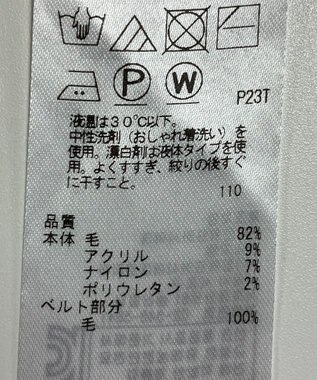 P W
P23T
液温は30℃以下。
中性洗剤(おしゃれ着洗い)を
使用。漂白剤は液体タイプを使
用。よくすすぎ、絞りの後すぐ
に干すこと。
110
品質
本体 毛 82%
アクリル 9%
ナイロン 7%
ポリウレタン 2%
ベルト部分
毛 100%